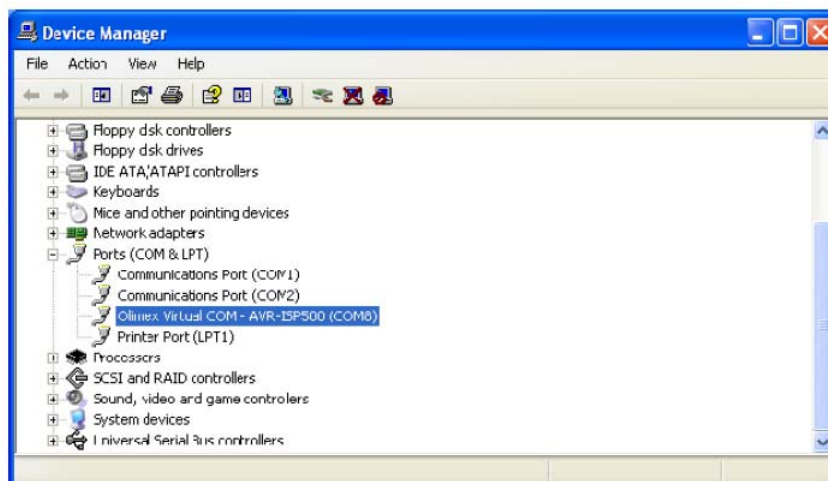 Device Manager
File Action View Help
Floppy disk controllers
Floppy disk drives
IDE ATA/ATAPI controllers
Keyboards
Mice and other pointing devices
Network adapters
Ports (COM & LPT)
Communications Port (COM1)
Communications Port (COM2)
Olimex Virtual COM - AVR-ISP500 (COM8)
Printer Port (LPT1)
Processors
SCSI and RAID controllers
Sound, video and game controllers
System devices
Universal Serial Bus controllers